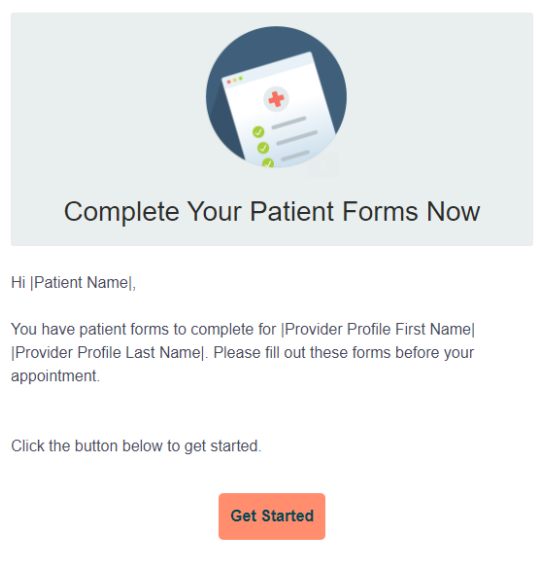 Complete Your Patient Forms Now
Hi |Patient Name|,
You have patient forms to complete for |Provider Profile First Name|
|Provider Profile Last Name|. Please fill out these forms before your
appointment.
Click the button below to get started.
Get Started